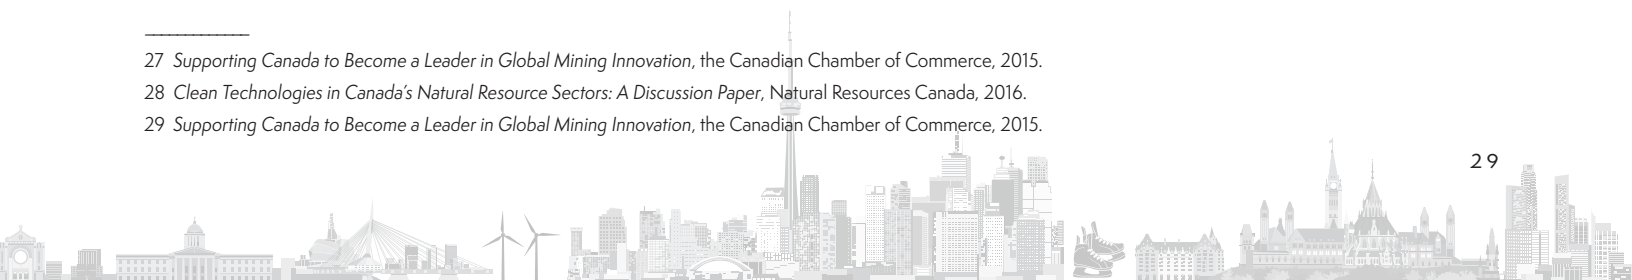 27 Supporting Canada to Become a Leader in Global Mining Innovation, the Canadian Chamber of Commerce, 2015.
28 Clean Technologies in Canada's Natural Resource Sectors: A Discussion Paper, Natural Resources Canada, 2016.
29 Supporting Canada to Become a Leader in Global Mining Innovation, the Canadian Chamber of Commerce, 2015.
29